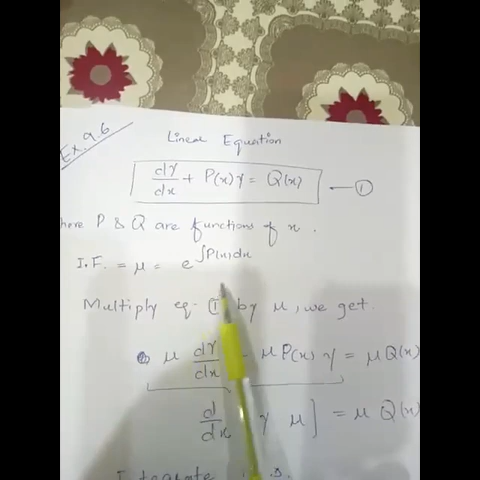 Ex. 9.6
Linear Equation
dY/dx + P(x)Y = Q(x) —①
here P & Q are functions of x.
I.F. = μ = e^∫P(x)dx
Multiply eq- ① by μ, we get.
μ dY/dx μP(x) Y = μQ(x)
d/dx Y μ] = μ Q(x)